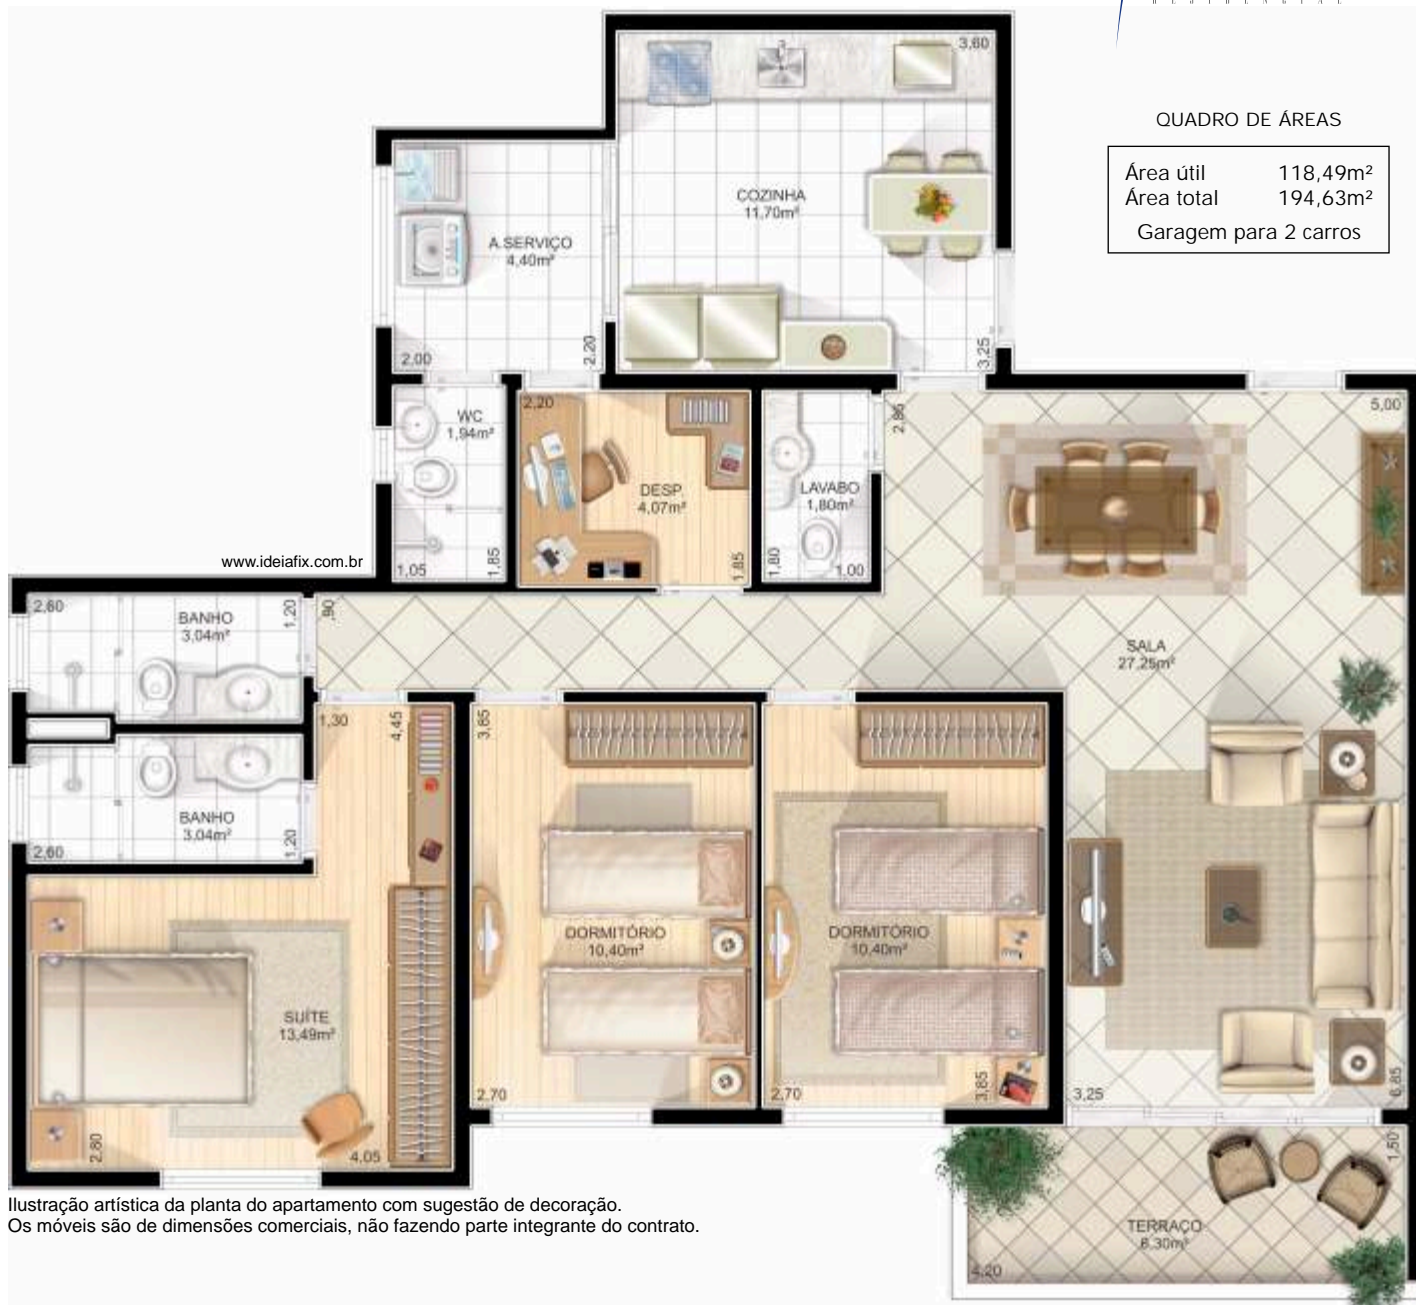 QUADRO DE ÁREAS
Área útil 118,49m²
Área total 194,63m²
Garagem para 2 carros
3,60
COZINHA
11,70m²
3,25
A.SERVIÇO
4,40m²
2,00
2,20
WC
1,94m²
1,05
1,85
2,20
DESP.
4,07m²
1,85
LAVABO
1,80m²
1,80
1,00
2,85
5,00
SALA
27,25m²
3,25
6,85
www.ideiafix.com.br
2,60
BANHO
3,04m²
1,20
,90
BANHO
3,04m²
2,60
1,20
1,30
4,45
SUÍTE
13,49m²
2,80
4,05
3,85
DORMITÓRIO
10,40m²
2,70
DORMITÓRIO
10,40m²
2,70
3,85
1,50
TERRAÇO
6,30m²
4,20
Ilustração artística da planta do apartamento com sugestão de decoração.
Os móveis são de dimensões comerciais, não fazendo parte integrante do contrato.